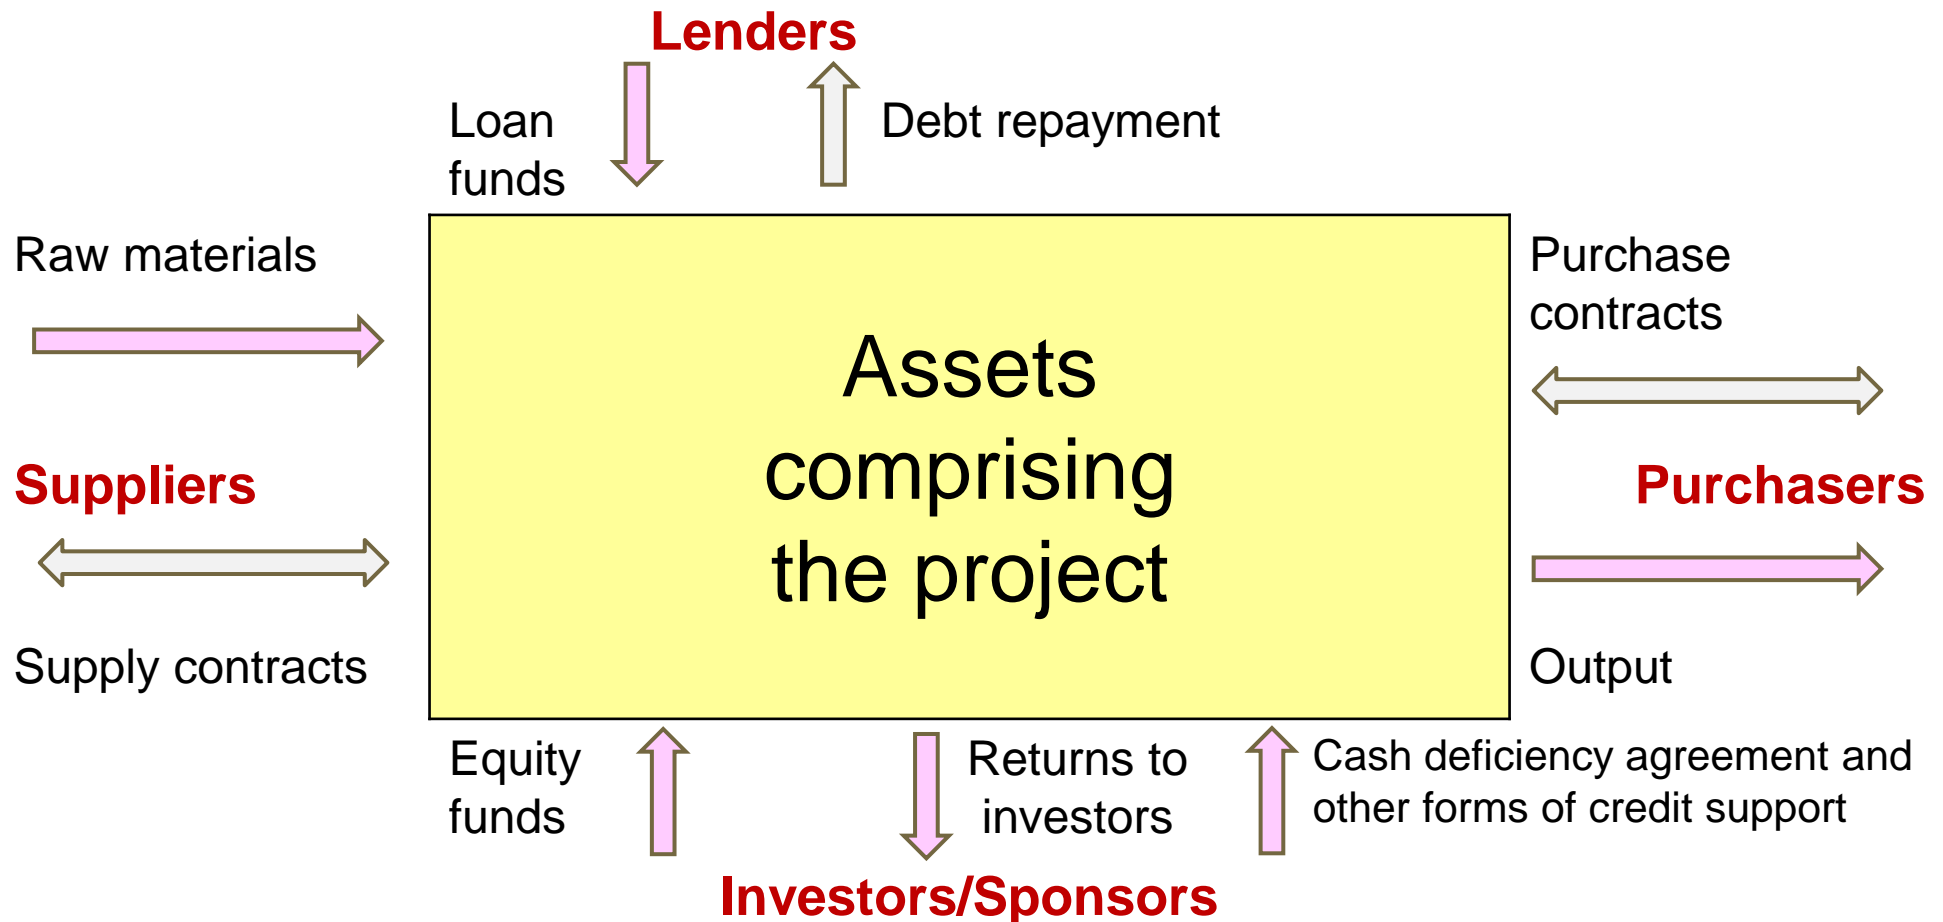 Lenders
Loan
funds
Debt repayment
Raw materials
Purchase
contracts
Assets
comprising
the project
Suppliers
Purchasers
Supply contracts
Output
Equity
funds
Returns to
investors
Cash deficiency agreement and
other forms of credit support
Investors/Sponsors